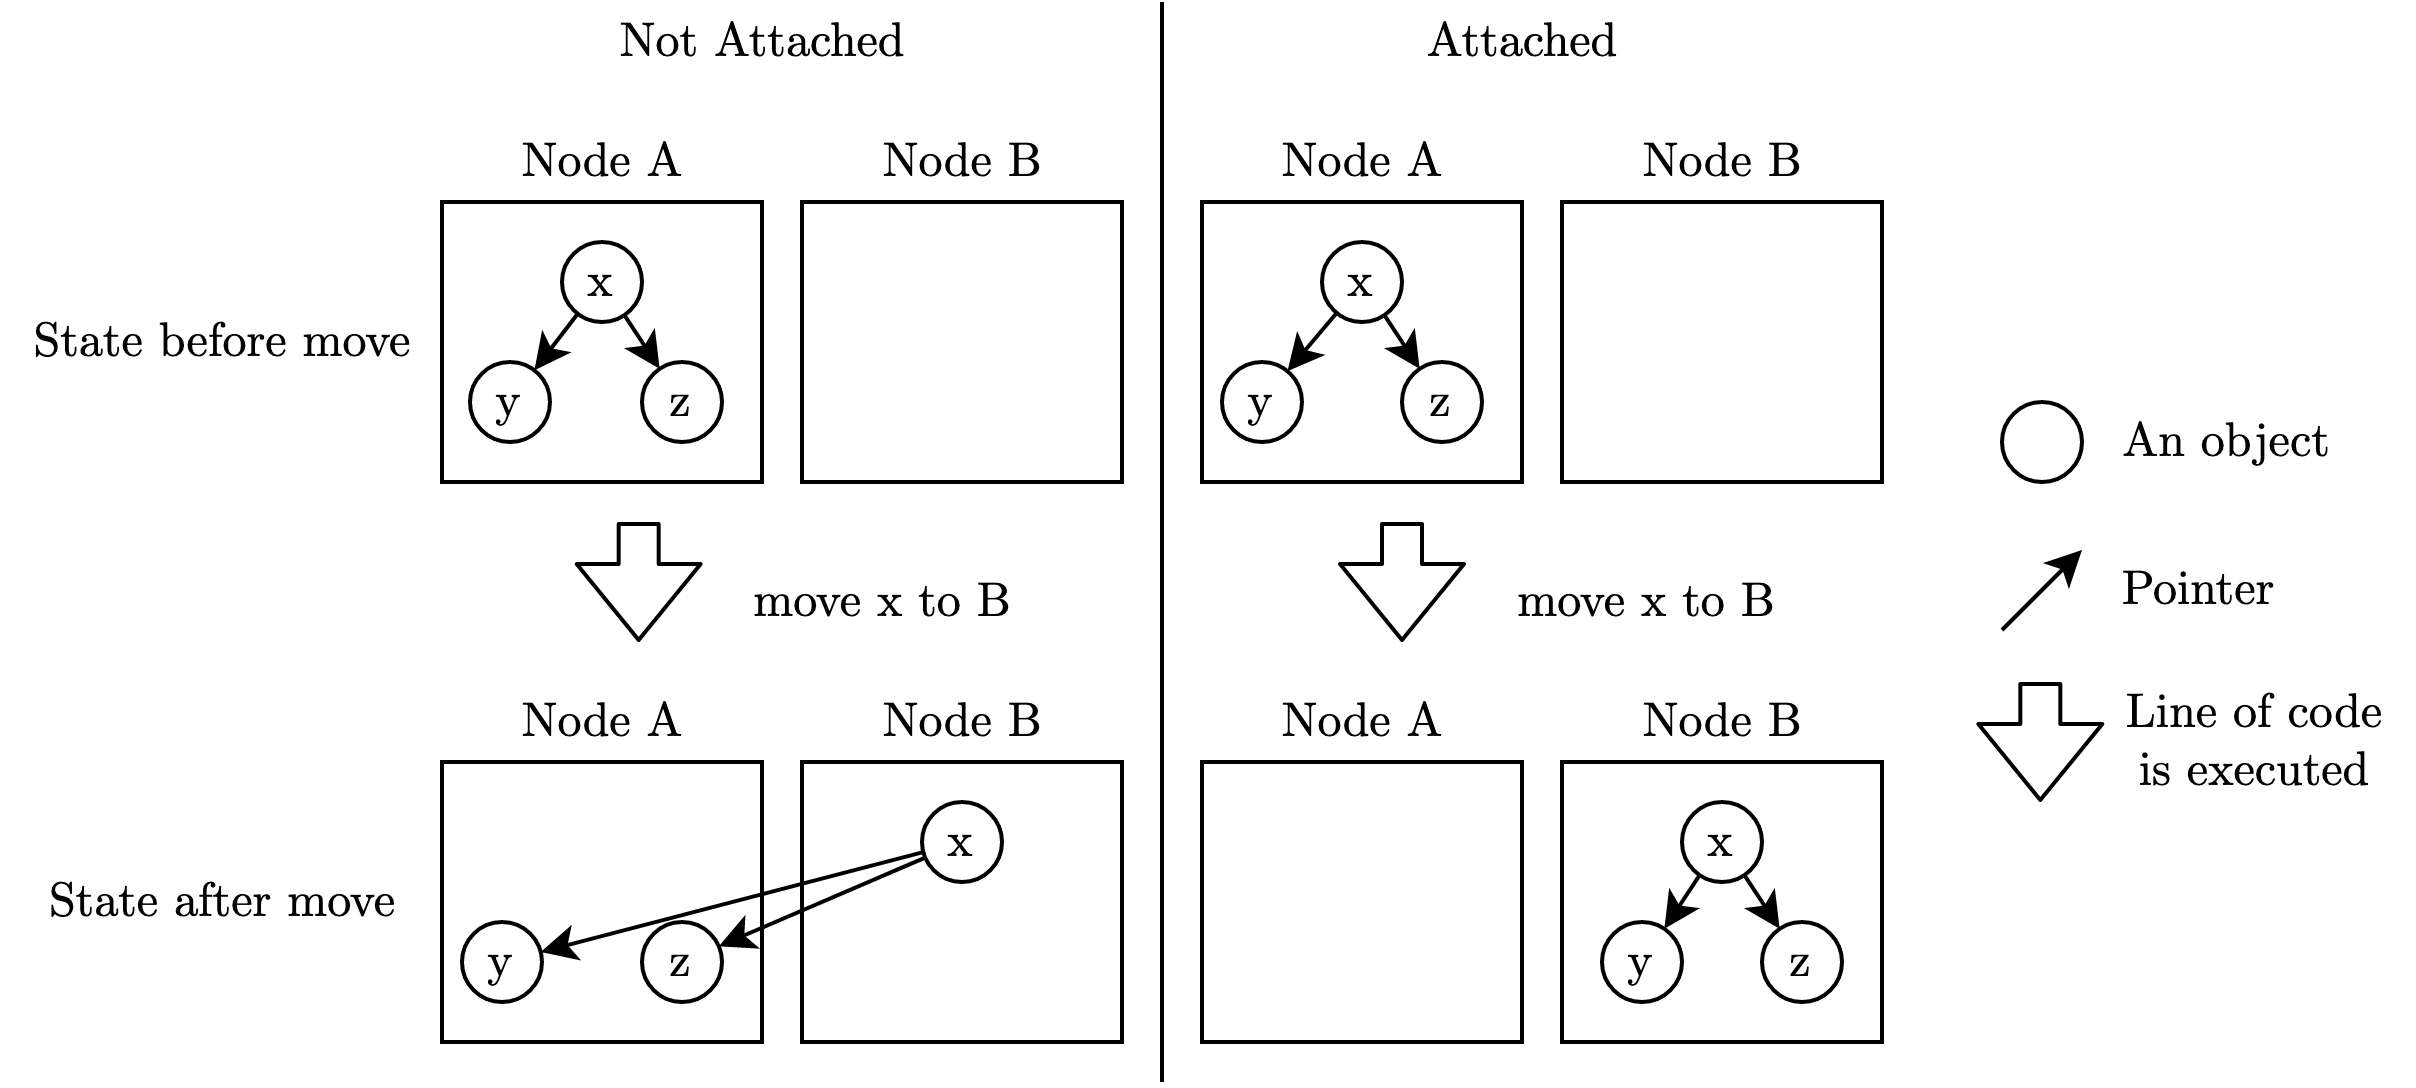 Not Attached
Attached
Node A
Node B
Node A
Node B
x
x
State before move
y
z
y
z
An object
Pointer
move x to B
move x to B
Node A
Node B
Node A
Node B
Line of code
is executed
x
x
State after move
y
z
y
z